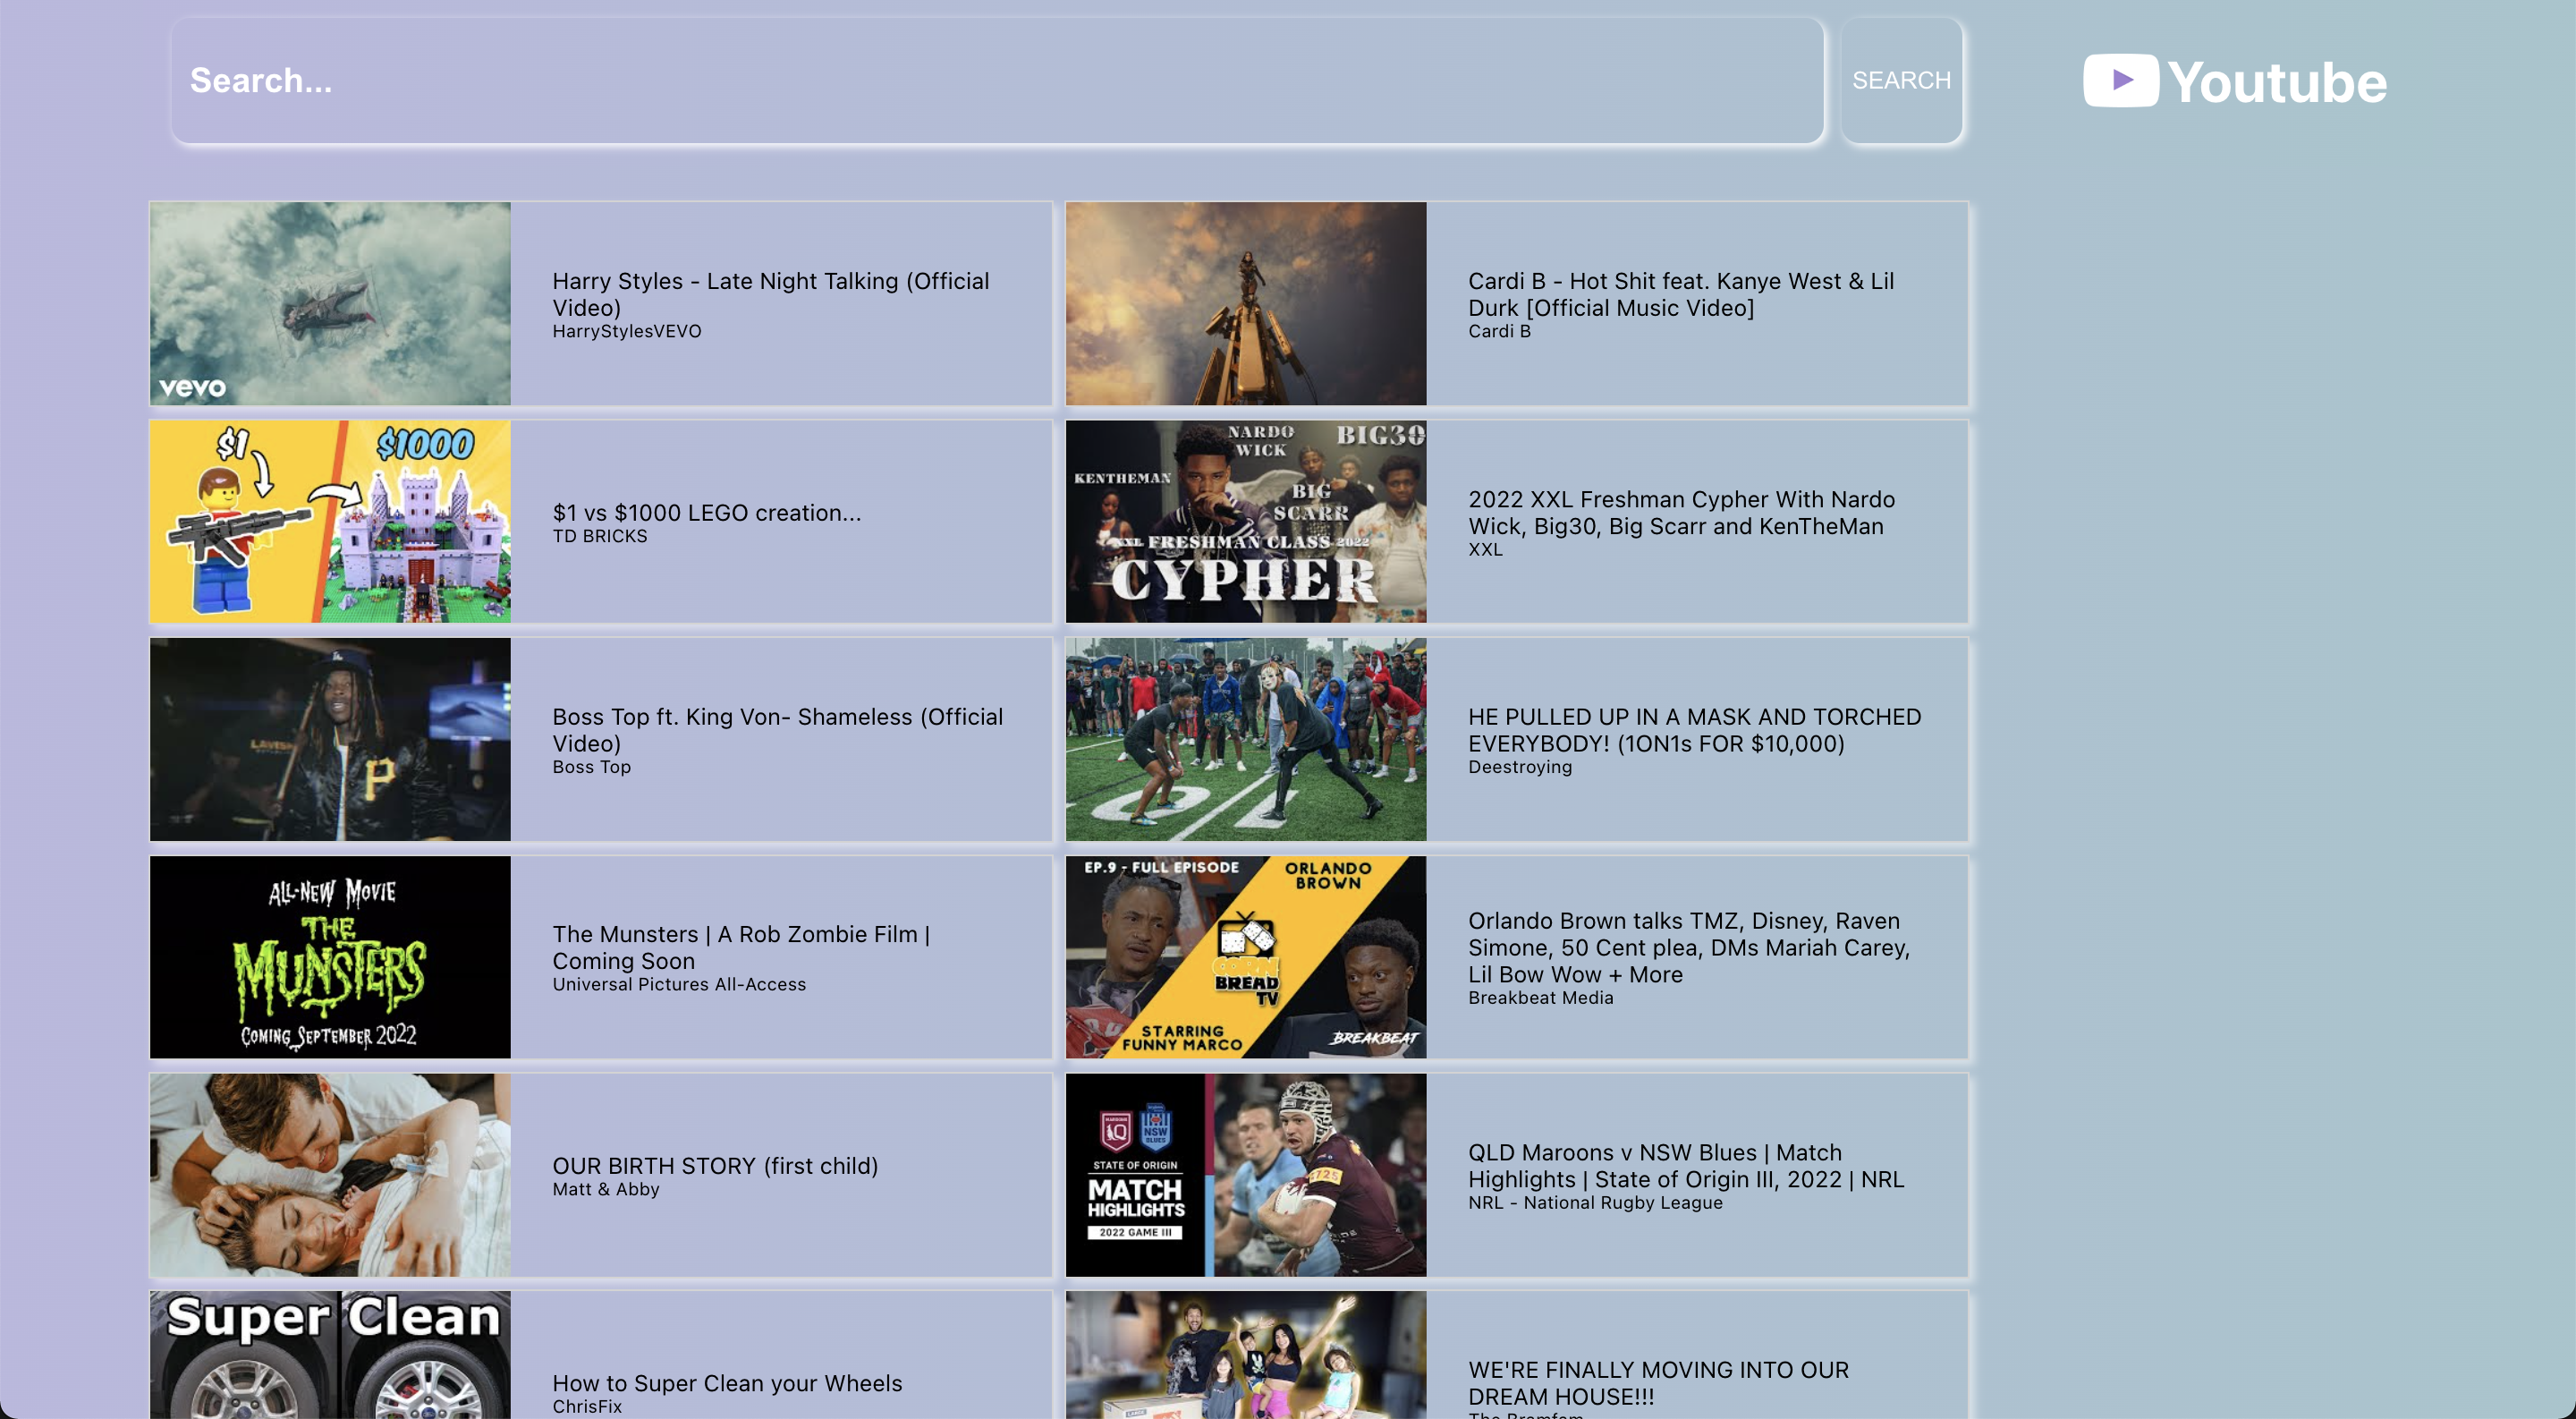 Search...
SEARCH
Youtube
vevo
Harry Styles - Late Night Talking (Official
Video)
HarryStylesVEVO
Cardi B - Hot Shit feat. Kanye West & Lil
Durk [Official Music Video]
Cardi B
$1
$1000
$1 vs $1000 LEGO creation...
TD BRICKS
NARDO
WICK
BIG30
KENTHEMAN
BIG
SCARR
XXL FRESHMAN CLASS 2022
CYPHER
2022 XXL Freshman Cypher With Nardo
Wick, Big30, Big Scarr and KenTheMan
XXL
P
Boss Top ft. King Von- Shameless (Official
Video)
Boss Top
HE PULLED UP IN A MASK AND TORCHED
EVERYBODY! (1ON1s FOR $10,000)
Deestroying
ALL-NEW MOVIE
THE
MUNSTERS
COMING SEPTEMBER 2022
The Munsters | A Rob Zombie Film |
Coming Soon
Universal Pictures All-Access
EP.9 - FULL EPISODE
ORLANDO
BROWN
CORN
BREAD
TV
STARRING
FUNNY MARCO
BREAKBEAT
Orlando Brown talks TMZ, Disney, Raven
Simone, 50 Cent plea, DMs Mariah Carey,
Lil Bow Wow + More
Breakbeat Media
OUR BIRTH STORY (first child)
Matt & Abby
Q
NSW
BLUES
STATE OF ORIGIN
MATCH
HIGHLIGHTS
2022 GAME III
QLD Maroons v NSW Blues | Match
Highlights | State of Origin III, 2022 | NRL
NRL - National Rugby League
Super Clean
How to Super Clean your Wheels
ChrisFix
WE'RE FINALLY MOVING INTO OUR
DREAM HOUSE!!!